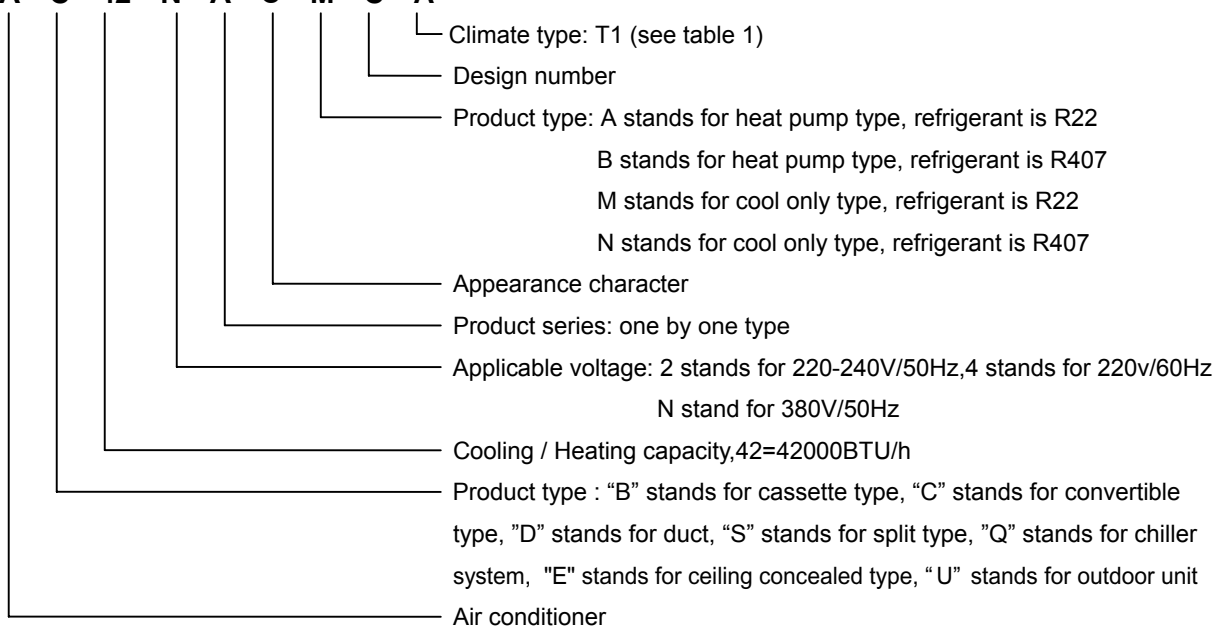 Climate type: T1 (see table 1)
Design number
Product type: A stands for heat pump type, refrigerant is R22
B stands for heat pump type, refrigerant is R407
M stands for cool only type, refrigerant is R22
N stands for cool only type, refrigerant is R407
Appearance character
Product series: one by one type
Applicable voltage: 2 stands for 220-240V/50Hz,4 stands for 220v/60Hz
N stand for 380V/50Hz
Cooling / Heating capacity,42=42000BTU/h
Product type : “B” stands for cassette type, “C” stands for convertible
type, ”D” stands for duct, “S” stands for split type, ”Q” stands for chiller
system, "E" stands for ceiling concealed type, “U” stands for outdoor unit
Air conditioner